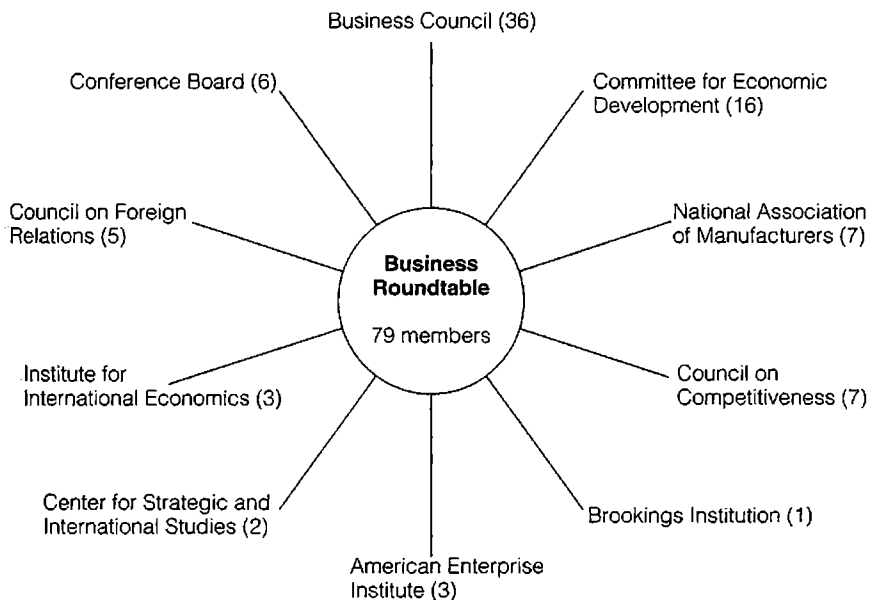 Business Council (36)
Conference Board (6)
Committee for Economic
Development (16)
Council on Foreign
Relations (5)
National Association
of Manufacturers (7)
Business
Roundtable
79 members
Institute for
International Economics (3)
Council on
Competitiveness (7)
Center for Strategic and
International Studies (2)
Brookings Institution (1)
American Enterprise
Institute (3)